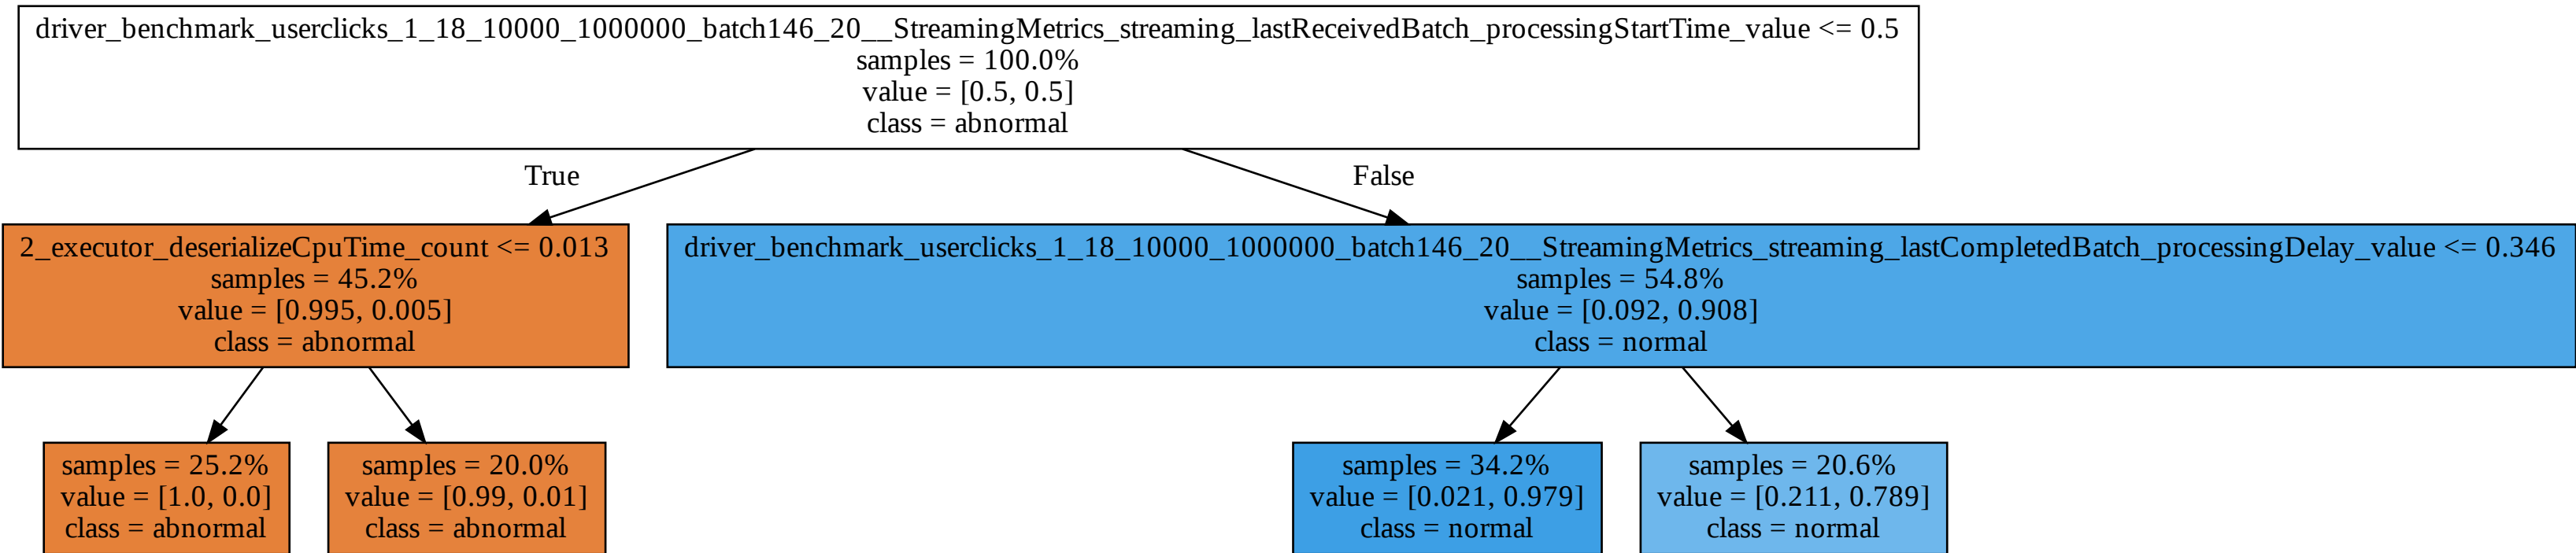 driver_benchmark_userclicks_1_18_10000_1000000_batch146_20__StreamingMetrics_streaming_lastReceivedBatch_processingStartTime_value <= 0.5
samples = 100.0%
value = [0.5, 0.5]
class = abnormal
True
False
2_executor_deserializeCpuTime_count <= 0.013
samples = 45.2%
value = [0.995, 0.005]
class = abnormal
driver_benchmark_userclicks_1_18_10000_1000000_batch146_20__StreamingMetrics_streaming_lastCompletedBatch_processingDelay_value <= 0.346
samples = 54.8%
value = [0.092, 0.908]
class = normal
samples = 25.2%
value = [1.0, 0.0]
class = abnormal
samples = 20.0%
value = [0.99, 0.01]
class = abnormal
samples = 34.2%
value = [0.021, 0.979]
class = normal
samples = 20.6%
value = [0.211, 0.789]
class = normal